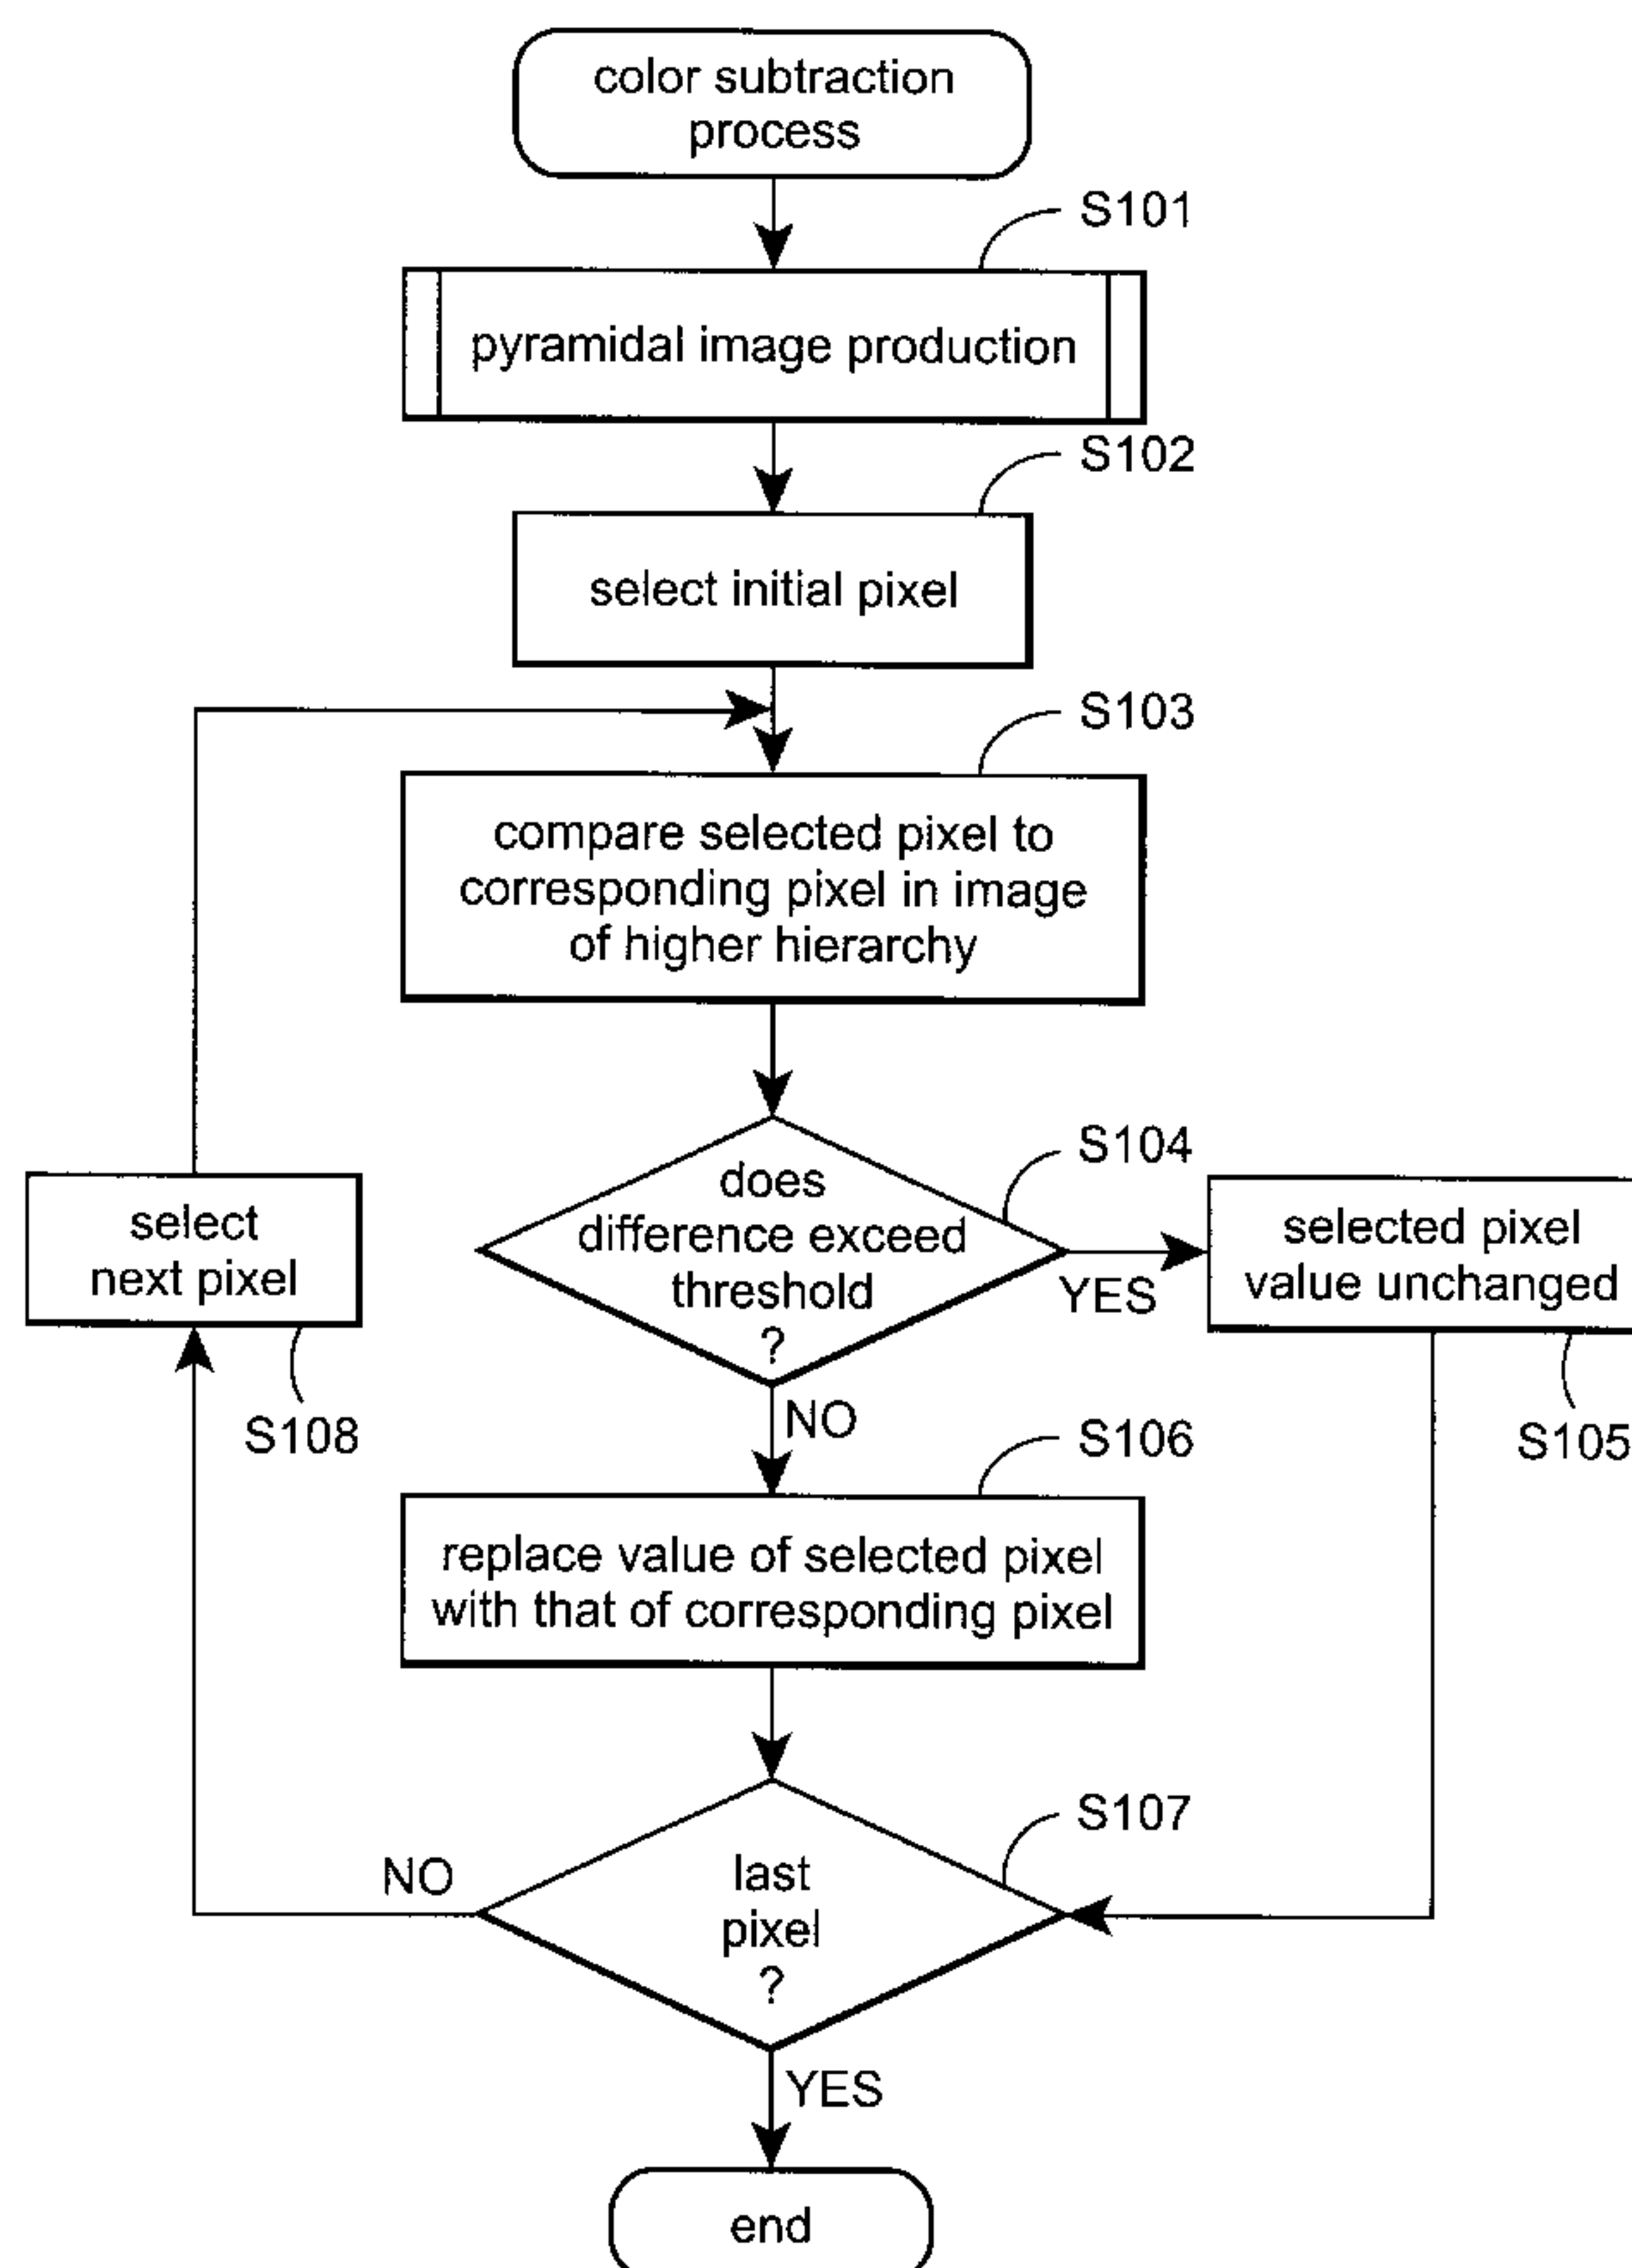 color subtraction
process
S101
pyramidal image production
S102
select initial pixel
S103
compare selected pixel to
corresponding pixel in image
of higher hierarchy
S104
does
difference exceed
threshold
?
YES
selected pixel
value unchanged
S105
select
next pixel
S108
NO
S106
replace value of selected pixel
with that of corresponding pixel
S107
last
pixel
?
NO
YES
end